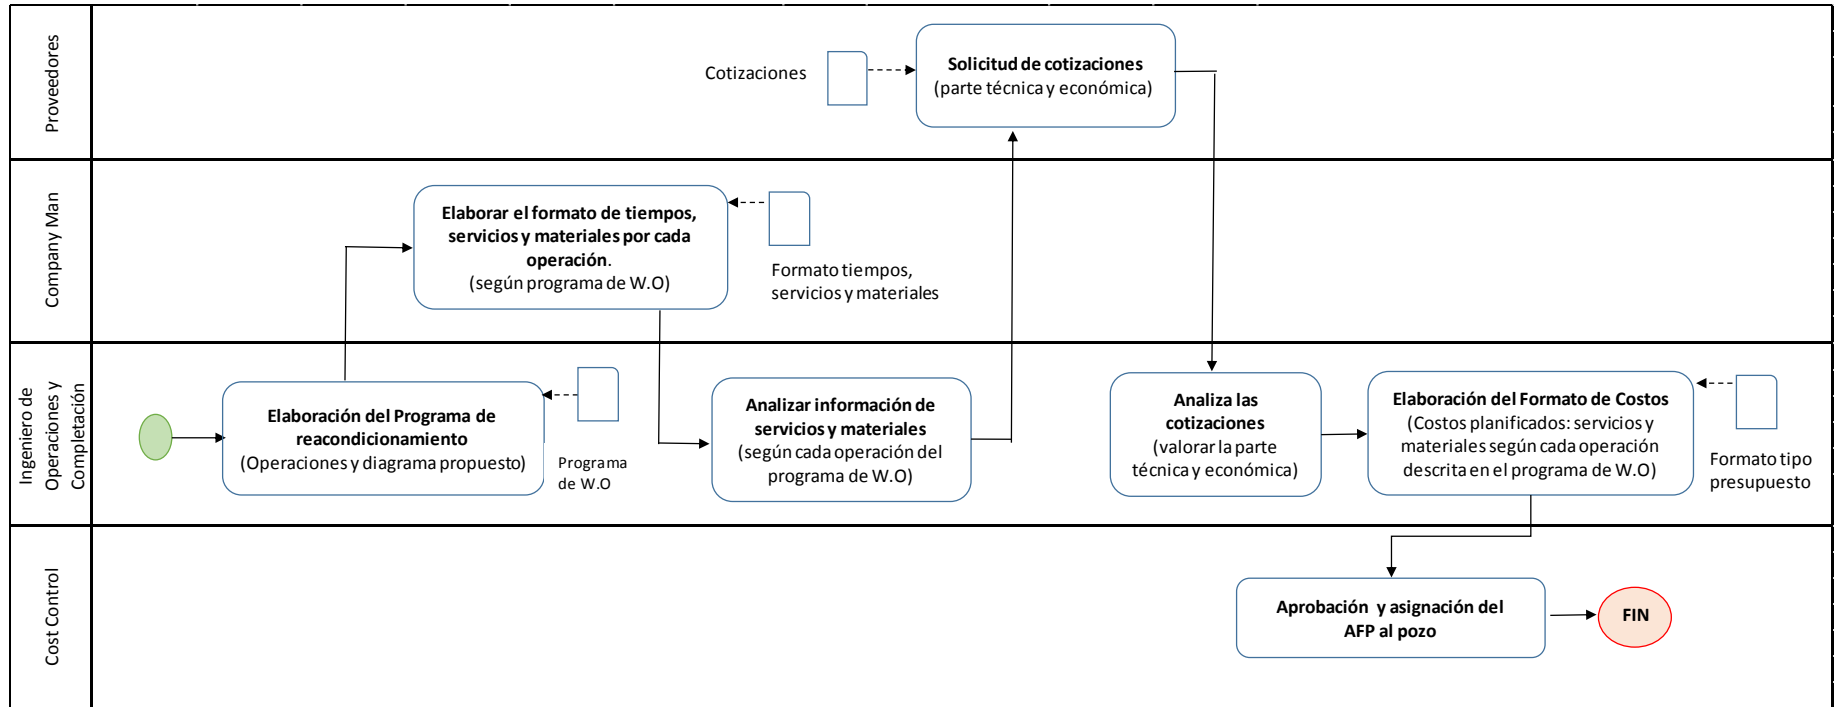 Proveedores
Cotizaciones
Solicitud de cotizaciones
(parte técnica y económica)
Company Man
Elaborar el formato de tiempos,
servicios y materiales por cada
operación.
(según programa de W.O)
Formato tiempos,
servicios y materiales
Ingeniero de
Operaciones y
Completación
Elaboración del Programa de
reacondicionamiento
(Operaciones y diagrama propuesto)
Programa
de W.O
Analizar información de
servicios y materiales
(según cada operación del
programa de W.O)
Analiza las
cotizaciones
(valorar la parte
técnica y económica)
Elaboración del Formato de Costos
(Costos planificados: servicios y
materiales según cada operación
descrita en el programa de W.O)
Formato tipo
presupuesto
Cost Control
Aprobación y asignación del
AFP al pozo
FIN